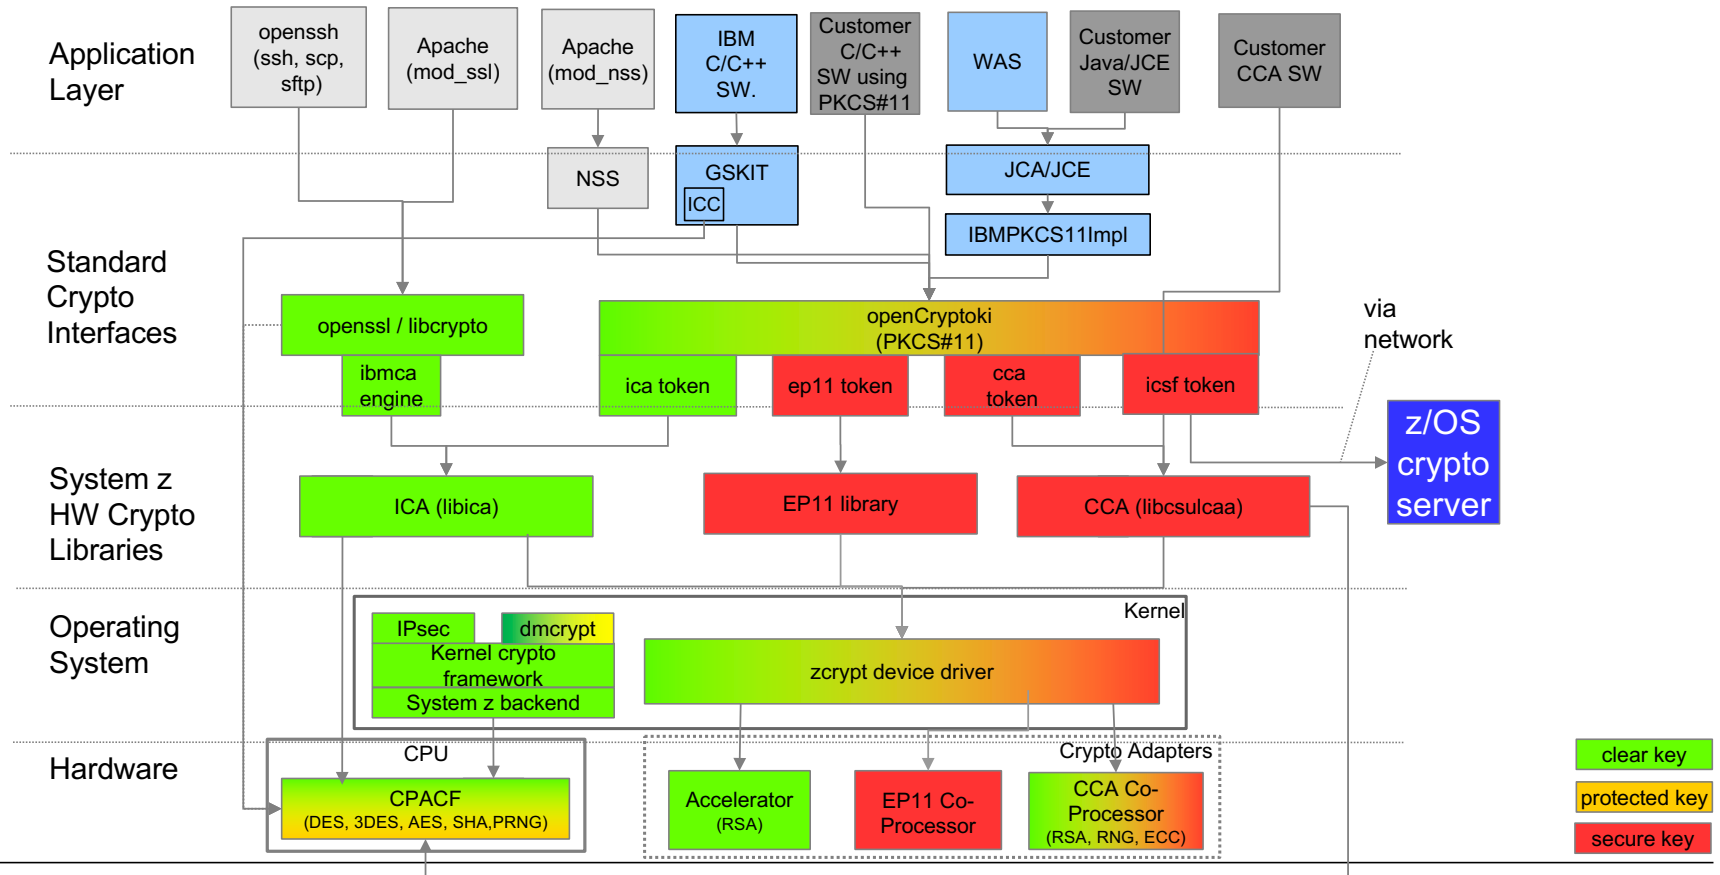 Application
Layer
openssh
(ssh, scp,
sftp)
Apache
(mod_ssl)
Apache
(mod_nss)
IBM
C/C++
SW.
Customer
C/C++
SW using
PKCS#11
WAS
Customer
Java/JCE
SW
Customer
CCA SW
NSS
GSKIT
ICC
JCA/JCE
IBMPKCS11Impl
Standard
Crypto
Interfaces
openssl / libcrypto
ibmca
engine
openCryptoki
(PKCS#11)
ica token
ep11 token
cca
token
icsf token
via
network
z/OS
crypto
server
System z
HW Crypto
Libraries
ICA (libica)
EP11 library
CCA (libcsulcaa)
Operating
System
Kernel
IPsec
dmcrypt
Kernel crypto
framework
System z backend
zcrypt device driver
Hardware
CPU
CPACF
(DES, 3DES, AES, SHA,PRNG)
Crypto Adapters
Accelerator
(RSA)
EP11 Co-
Processor
CCA Co-
Processor
(RSA, RNG, ECC)
clear key
protected key
secure key